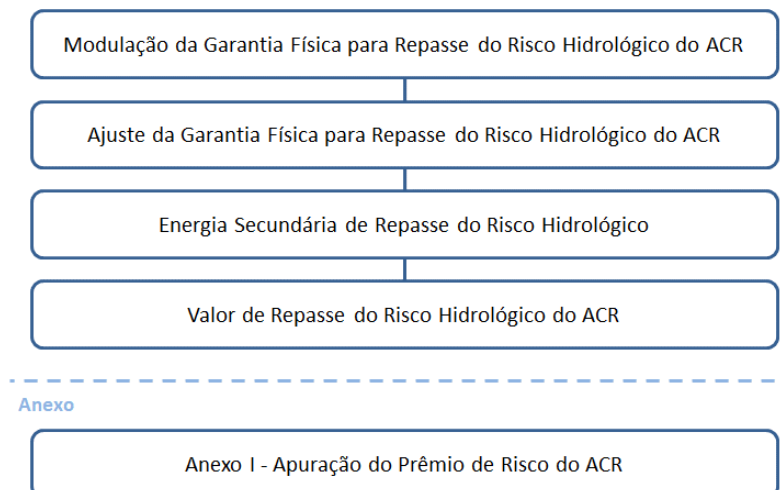 Modulação da Garantia Física para Repasse do Risco Hidrológico do ACR
Ajuste da Garantia Física para Repasse do Risco Hidrológico do ACR
Energia Secundária de Repasse do Risco Hidrológico
Valor de Repasse do Risco Hidrológico do ACR
Anexo
Anexo I - Apuração do Prêmio de Risco do ACR